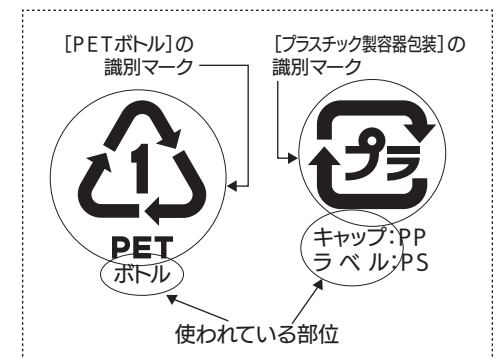 [PETボトル]の
識別マーク
[プラスチック製容器包装]の
識別マーク
1
PET
ボトル
プラ
キャップ:PP
ラベル:PS
使われている部位